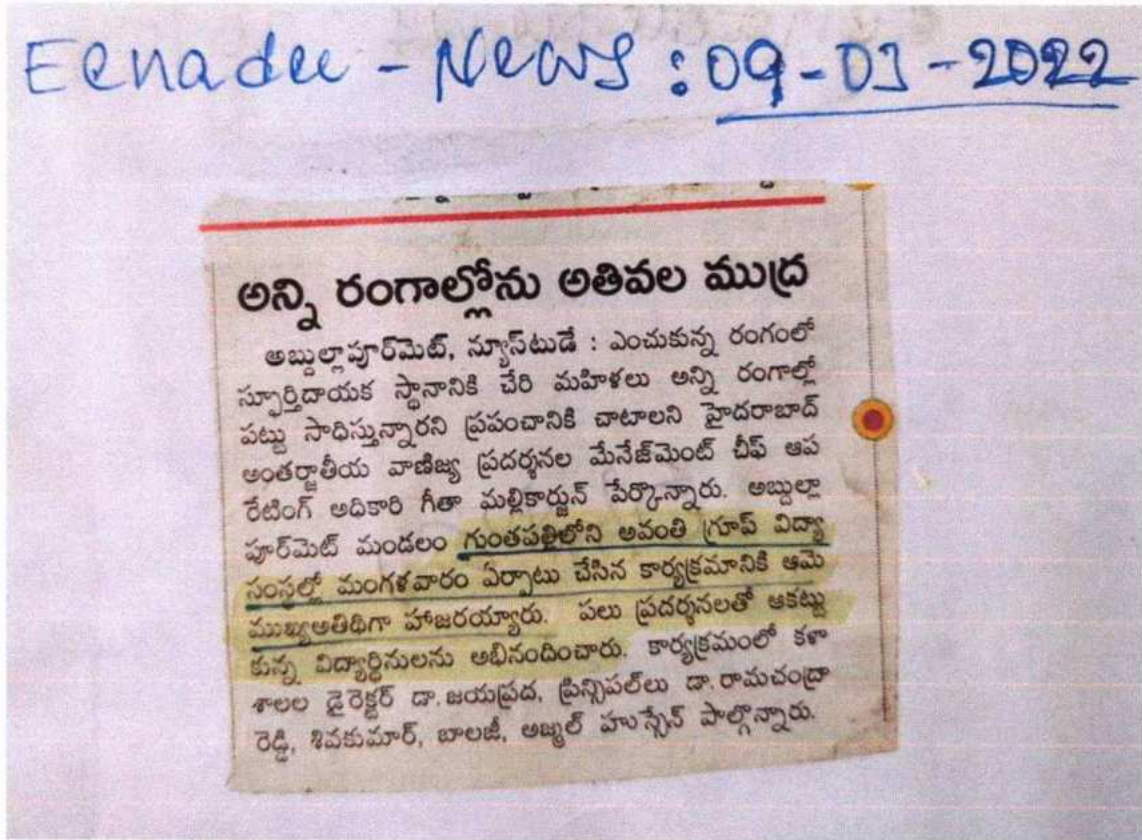 Eenadu - News : 09-03-2022
అన్ని రంగాల్లోను అతివల ముద్ర
అబ్దుల్లాపూర్‌మెట్, న్యూస్‌టుడే : ఎంచుకున్న రంగంలో
స్ఫూర్తిదాయక స్థానానికి చేరి మహిళలు అన్ని రంగాల్లో
పట్టు సాధిస్తున్నారని ప్రపంచానికి చాటాలని హైదరాబాద్
అంతర్జాతీయ వాణిజ్య ప్రదర్శనల మేనేజ్‌మెంట్ చీఫ్ ఆప
రేటింగ్ అధికారి గీతా మల్లికార్జున్ పేర్కొన్నారు. అబ్దుల్లా
పూర్‌మెట్ మండలం గుంతపల్లిలోని అవంతి గ్రూప్ విద్యా
సంస్థల్లో మంగళవారం ఏర్పాటు చేసిన కార్యక్రమానికి ఆమె
ముఖ్యఅతిథిగా హాజరయ్యారు. పలు ప్రదర్శనలతో ఆకట్టు
కున్న విద్యార్థినులను అభినందించారు. కార్యక్రమంలో కళా
శాలల డైరెక్టర్ డా. జయప్రద, ప్రిన్సిపల్‌లు డా. రామచంద్రా
రెడ్డి, శివకుమార్, బాలజీ, అజ్మల్ హుస్సేన్ పాల్గొన్నారు.